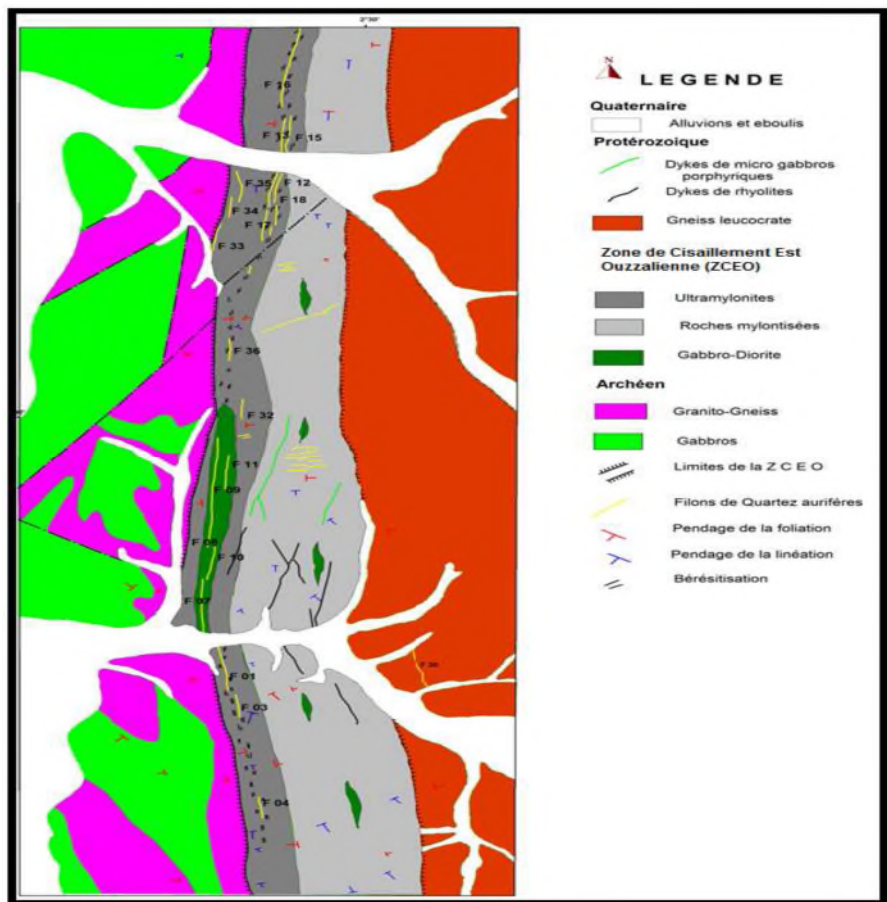 2°30'
F 16
F 13
F 15
F 35
F 12
F 34
F 18
F 17
F 33
F 36
F 32
F 11
F 09
F 08
F 10
F 07
F 01
F 03
F 04
N
LEGENDE
Quaternaire
Alluvions et eboulis
Protérozoïque
Dykes de micro gabbros
porphyriques
Dykes de rhyolites
Gneiss leucocrate
Zone de Cisaillement Est
Ouzzalienne (ZCEO)
Ultramylonites
Roches mylontisées
Gabbro-Diorite
Archéen
Granito-Gneiss
Gabbros
Limites de la Z C E O
Filons de Quartez aurifères
Pendage de la foliation
Pendage de la linéation
Bérésitisation